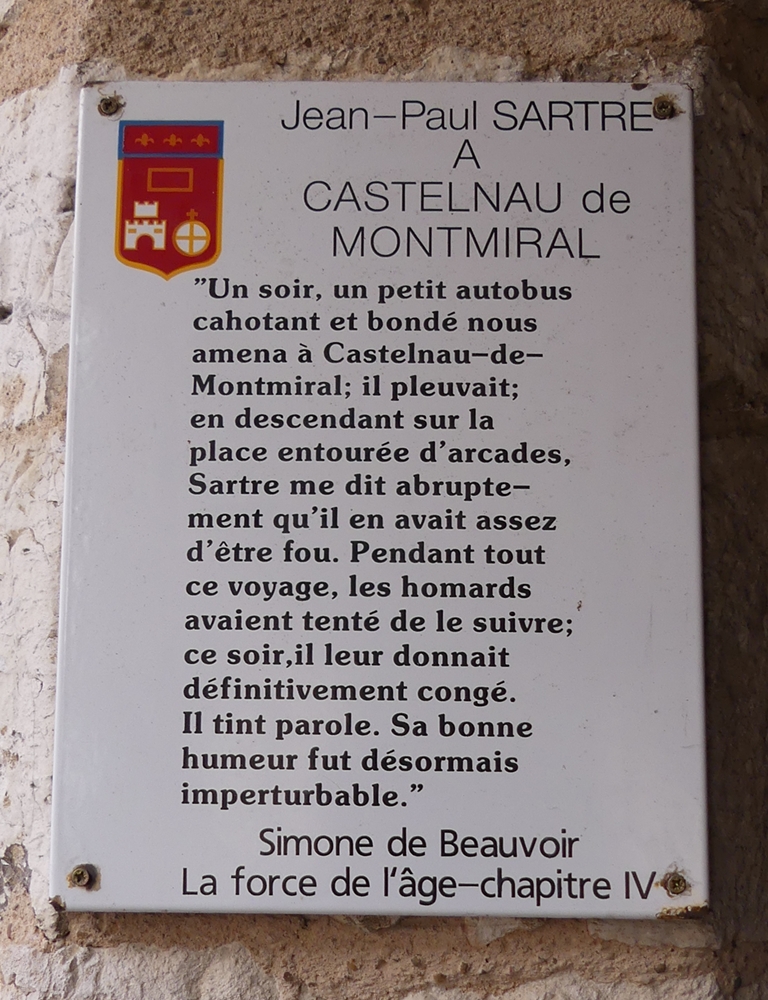 Jean-Paul SARTRE
A
CASTELNAU de
MONTMIRAL
"Un soir, un petit autobus
cahotant et bondé nous
amena à Castelnau-de-
Montmiral; il pleuvait;
en descendant sur la
place entourée d'arcades,
Sartre me dit abrupte-
ment qu'il en avait assez
d'être fou. Pendant tout
ce voyage, les homards
avaient tenté de le suivre;
ce soir,il leur donnait
définitivement congé.
Il tint parole. Sa bonne
humeur fut désormais
imperturbable."
Simone de Beauvoir
La force de l'âge-chapitre IV